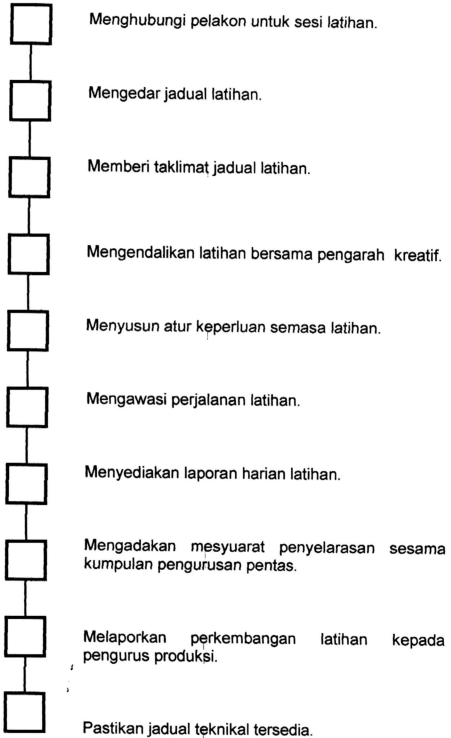 Menghubungi pelakon untuk sesi latihan.
Mengedar jadual latihan.
Memberi taklimat jadual latihan.
Mengendalikan latihan bersama pengarah kreatif.
Menyusun atur keperluan semasa latihan.
Mengawasi perjalanan latihan.
Menyediakan laporan harian latihan.
Mengadakan mesyuarat penyelarasan sesama
kumpulan pengurusan pentas.
Melaporkan perkembangan latihan kepada
pengurus produksi.
Pastikan jadual teknikal tersedia.